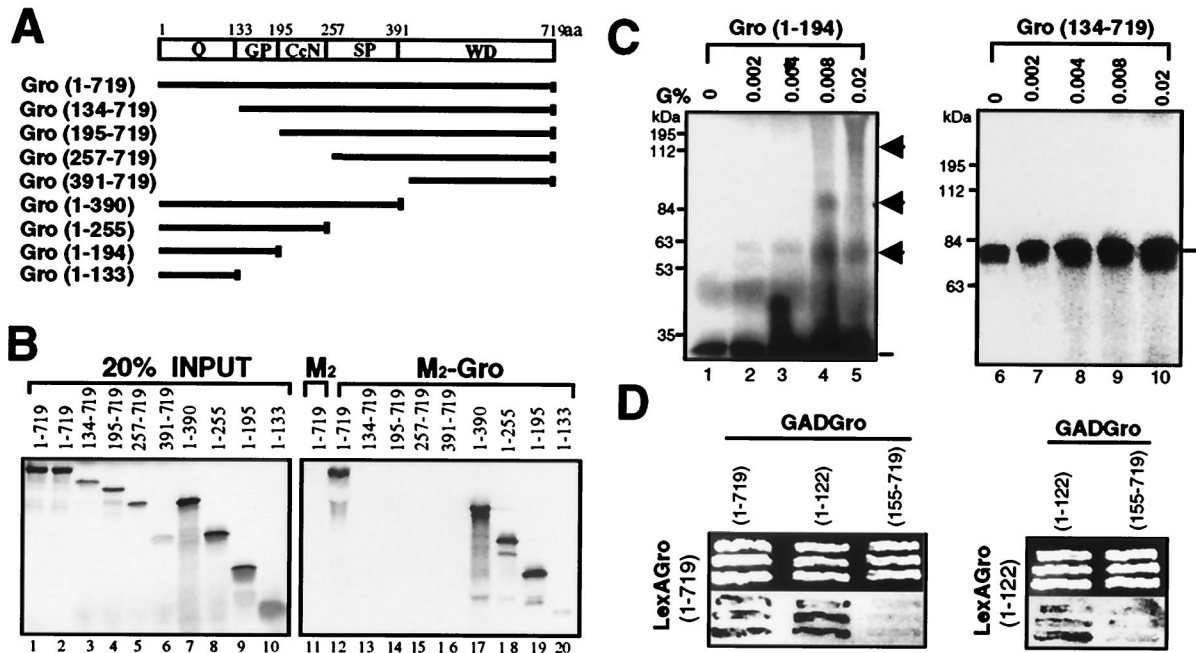 A
1 133 195 257 391 719aa
Q GP CcN SP WD
Gro (1-719)
Gro (134-719)
Gro (195-719)
Gro (257-719)
Gro (391-719)
Gro (1-390)
Gro (1-255)
Gro (1-194)
Gro (1-133)
B
20% INPUT M2 M2-Gro
1-719 1-719 134-719 195-719 257-719 391-719 1-390 1-255 1-195 1-133 1-719 1-719 134-719 195-719 257-719 391-719 1-390 1-255 1-195 1-133
1 2 3 4 5 6 7 8 9 10 11 12 13 14 15 16 17 18 19 20
C
Gro (1-194) Gro (134-719)
G% 0 0.002 0.004 0.008 0.02 0 0.002 0.004 0.008 0.02
kDa
195
112
84
63
53
35
1 2 3 4 5
kDa
195
112
84
63
6 7 8 9 10
D
GADGro GADGro
(1-719) (1-122) (155-719) (1-122) (155-719)
LexAGro
(1-719)
LexAGro
(1-122)